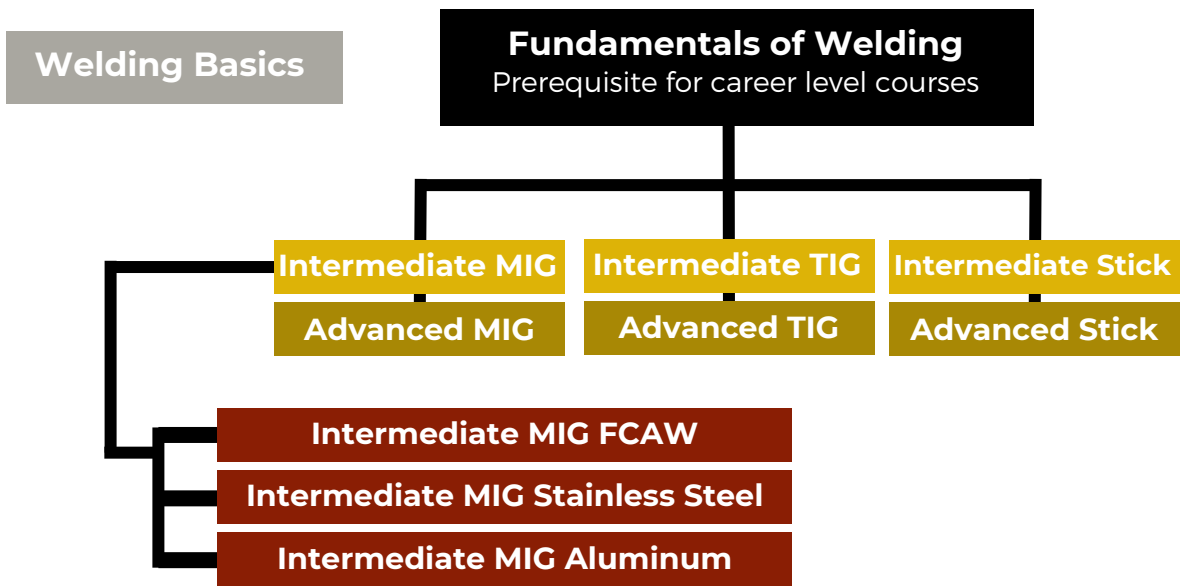 Welding Basics
Fundamentals of Welding
Prerequisite for career level courses
Intermediate MIG
Intermediate TIG
Intermediate Stick
Advanced MIG
Advanced TIG
Advanced Stick
Intermediate MIG FCAW
Intermediate MIG Stainless Steel
Intermediate MIG Aluminum